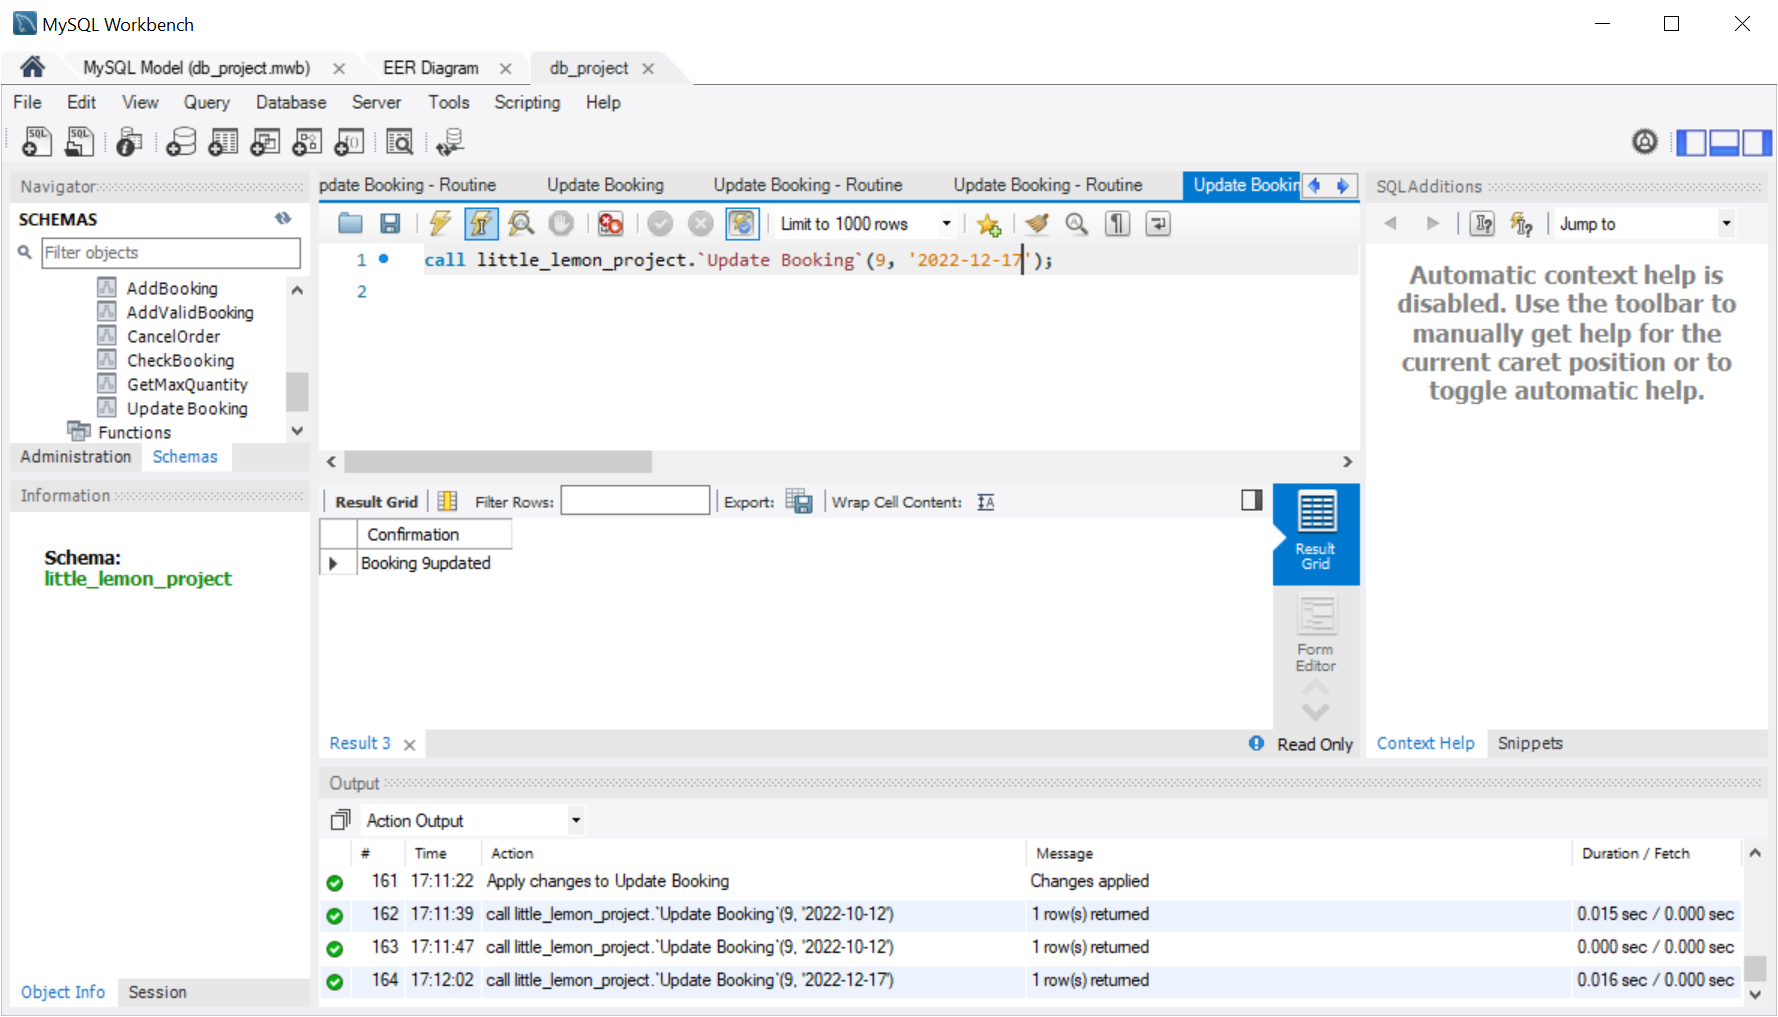 MySQL Workbench
MySQL Model (db_project.mwb)
EER Diagram
db_project
File Edit View Query Database Server Tools Scripting Help
Navigator
SCHEMAS
Filter objects
AddBooking
AddValidBooking
CancelOrder
CheckBooking
GetMaxQuantity
Update Booking
Functions
Administration Schemas
Information
Schema:
little_lemon_project
Object Info Session
pdate Booking - Routine
Update Booking
Update Booking - Routine
Update Booking - Routine
Update Bookin
Limit to 1000 rows
1 call little_lemon_project.`Update Booking`(9, '2022-12-17');
2
Result Grid Filter Rows: Export: Wrap Cell Content:
Confirmation
Booking 9updated
Result
Grid
Form
Editor
Result 3
Read Only
SQLAdditions
Jump to
Automatic context help is
disabled. Use the toolbar to
manually get help for the
current caret position or to
toggle automatic help.
Context Help Snippets
Output
Action Output
# Time Action Message Duration / Fetch
161 17:11:22 Apply changes to Update Booking Changes applied
162 17:11:39 call little_lemon_project.`Update Booking`(9, '2022-10-12') 1 row(s) returned 0.015 sec / 0.000 sec
163 17:11:47 call little_lemon_project.`Update Booking`(9, '2022-10-12') 1 row(s) returned 0.000 sec / 0.000 sec
164 17:12:02 call little_lemon_project.`Update Booking`(9, '2022-12-17') 1 row(s) returned 0.016 sec / 0.000 sec